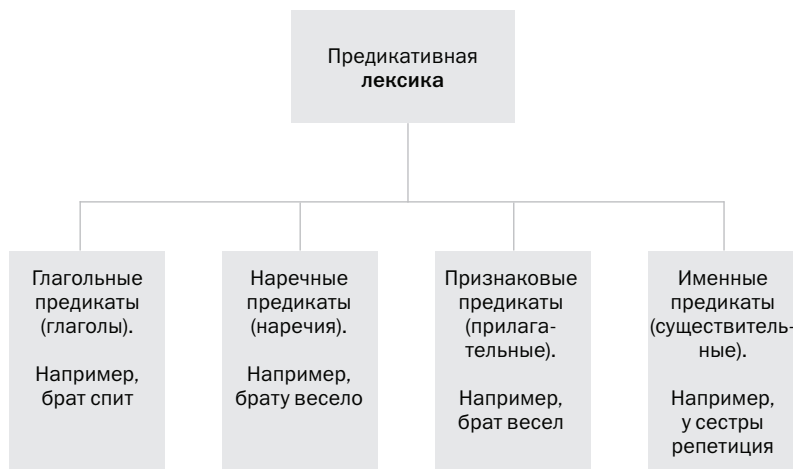 Предикативная
лексика
Глагольные
предикаты
(глаголы).
Например,
брат спит
Наречные
предикаты
(наречия).
Например,
брату весело
Признаковые
предикаты
(прилага-
тельные).
Например,
брат весел
Именные
предикаты
(существитель-
ные).
Например,
у сестры
репетиция